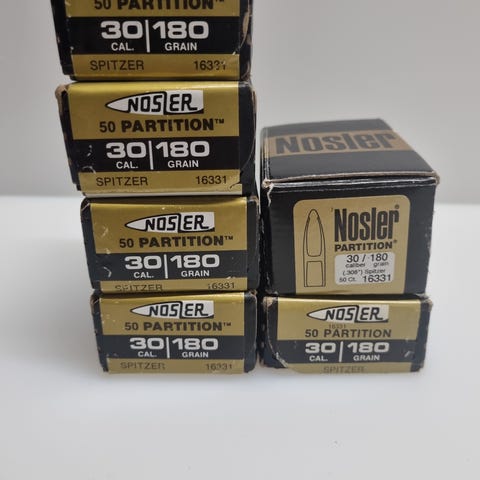 50 PARTITION™
30 | 180
CAL. GRAIN
SPITZER 16331
NOSLER
50 PARTITION™
30 | 180
CAL. GRAIN
SPITZER 16331
NOSLER
50 PARTITION™
30 | 180
CAL. GRAIN
SPITZER 16331
NOSLER
50 PARTITION™
30 | 180
CAL. GRAIN
SPITZER 16331
Nosler
Nosler®
PARTITION®
30 / 180
caliber grain
(.308") Spitzer
50 Ct. 16331
NOSLER
16331
50 PARTITION
30 | 180
CAL. GRAIN
SPITZER